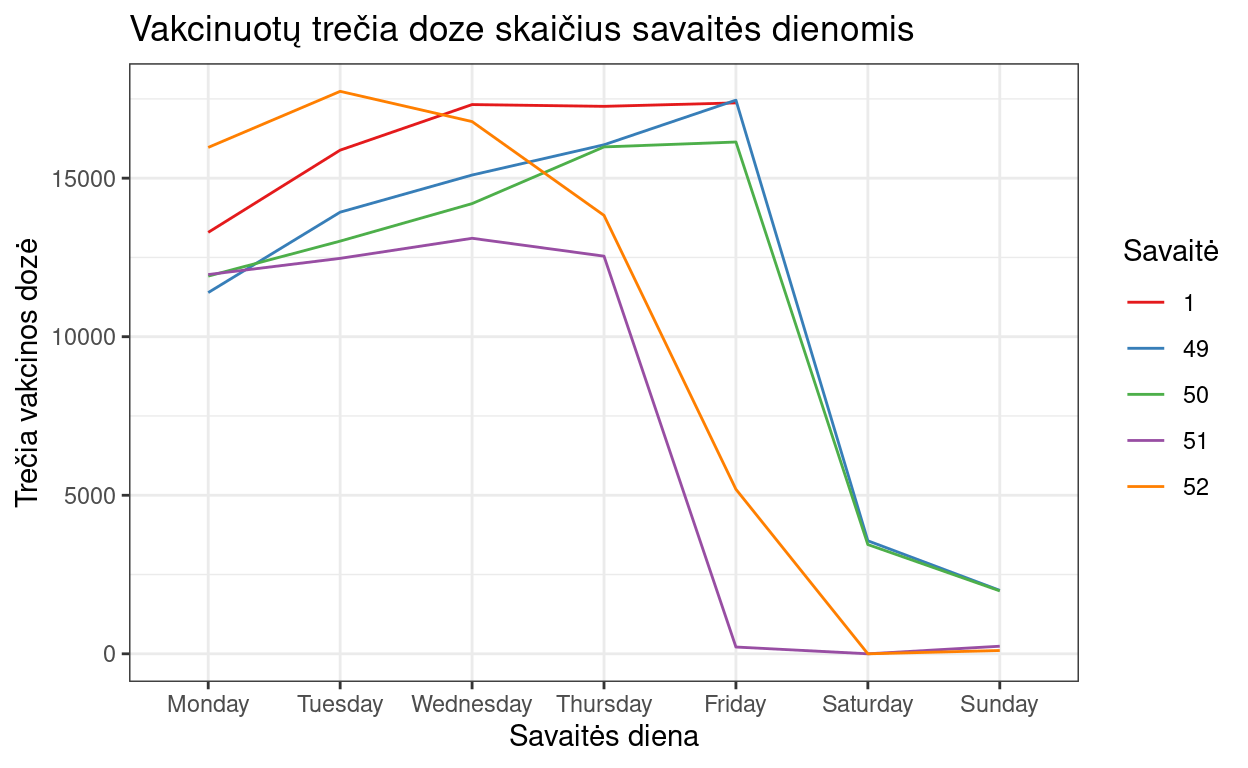 Vakcinuotų trečia doze skaičius savaitės dienomis
Trečia vakcinos dozė
15000
10000
5000
0
Monday Tuesday Wednesday Thursday Friday Saturday Sunday
Savaitės diena
Savaitė
1
49
50
51
52